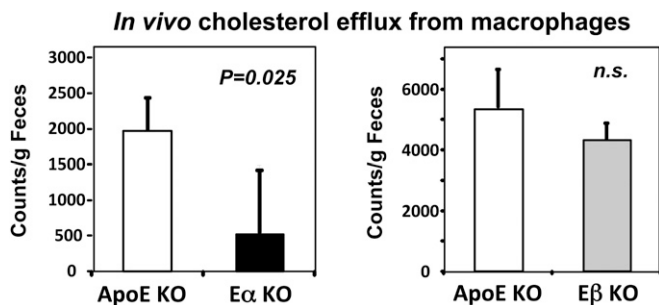 In vivo cholesterol efflux from macrophages
Counts/g Feces
3000
2500
2000
1500
1000
500
0
P=0.025
ApoE KO
Eα KO
Counts/g Feces
6000
4000
2000
0
n.s.
ApoE KO
Eβ KO